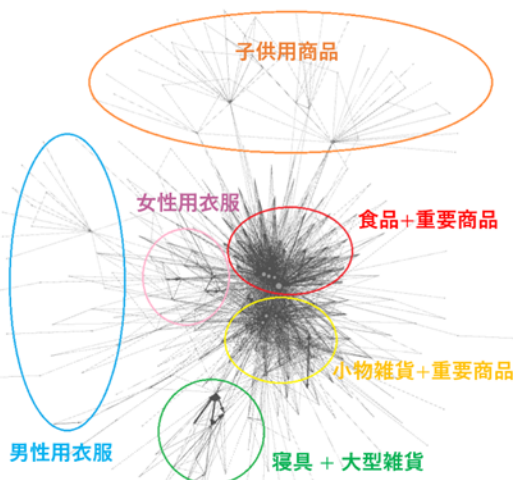 子供用商品
女性用衣服
食品+重要商品
小物雑貨+重要商品
男性用衣服
寝具 + 大型雑貨